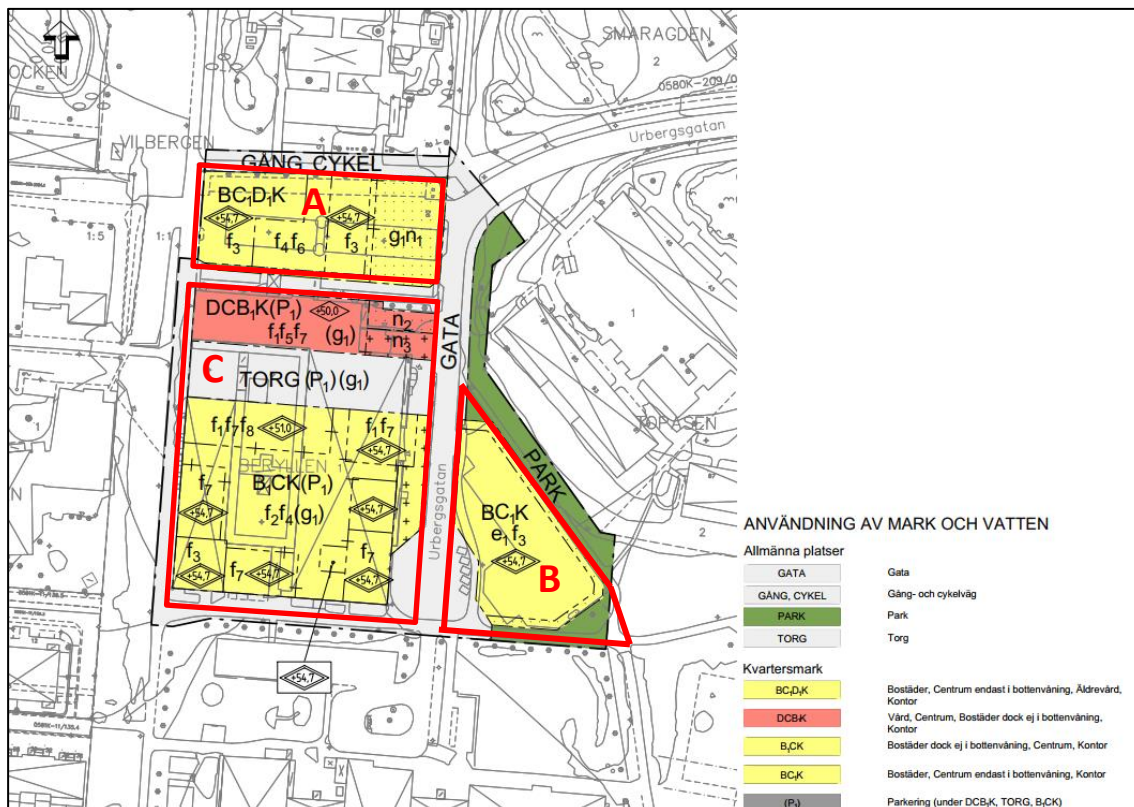 SMARAGDEN
2
OCKEN
0580K-209/0
Urbergsgatan
VILBERGEN
GÅNG, CYKEL
BC₁D₁K
A
+54,7
+54,7
1:5
1:1
f₃
f₄f₆
f₃
g₁n₁
DCB₁K(P₁)
+50,0
n₂
f₁f₅f₇
(g₁)
n₃
GATA
1
C
TORG (P₁)(g₁)
f₁f₇f₈
+51,0
f₁f₇
+54,7
TOPASEN
1
BERYLLEN 1
f₇
B₁CK(P₁)
PARK
+54,7
+54,7
f₂f₄(g₁)
Urbergsgatan
BC₁K
e₁f₃
+54,7
B
2
f₃
+54,7
f₇
+54,7
f₇
+54,7
+54,7
ANVÄNDNING AV MARK OCH VATTEN
Allmänna platser
GATA Gata
GÅNG, CYKEL Gång- och cykelväg
PARK Park
TORG Torg
Kvartersmark
BC₁D₁K Bostäder, Centrum endast i bottenvåning, Äldrevård,
Kontor
DCB₁K Vård, Centrum, Bostäder dock ej i bottenvåning,
Kontor
B₁CK Bostäder dock ej i bottenvåning, Centrum, Kontor
BC₁K Bostäder, Centrum endast i bottenvåning, Kontor
(P₁) Parkering (under DCB₁K, TORG, B₁CK)